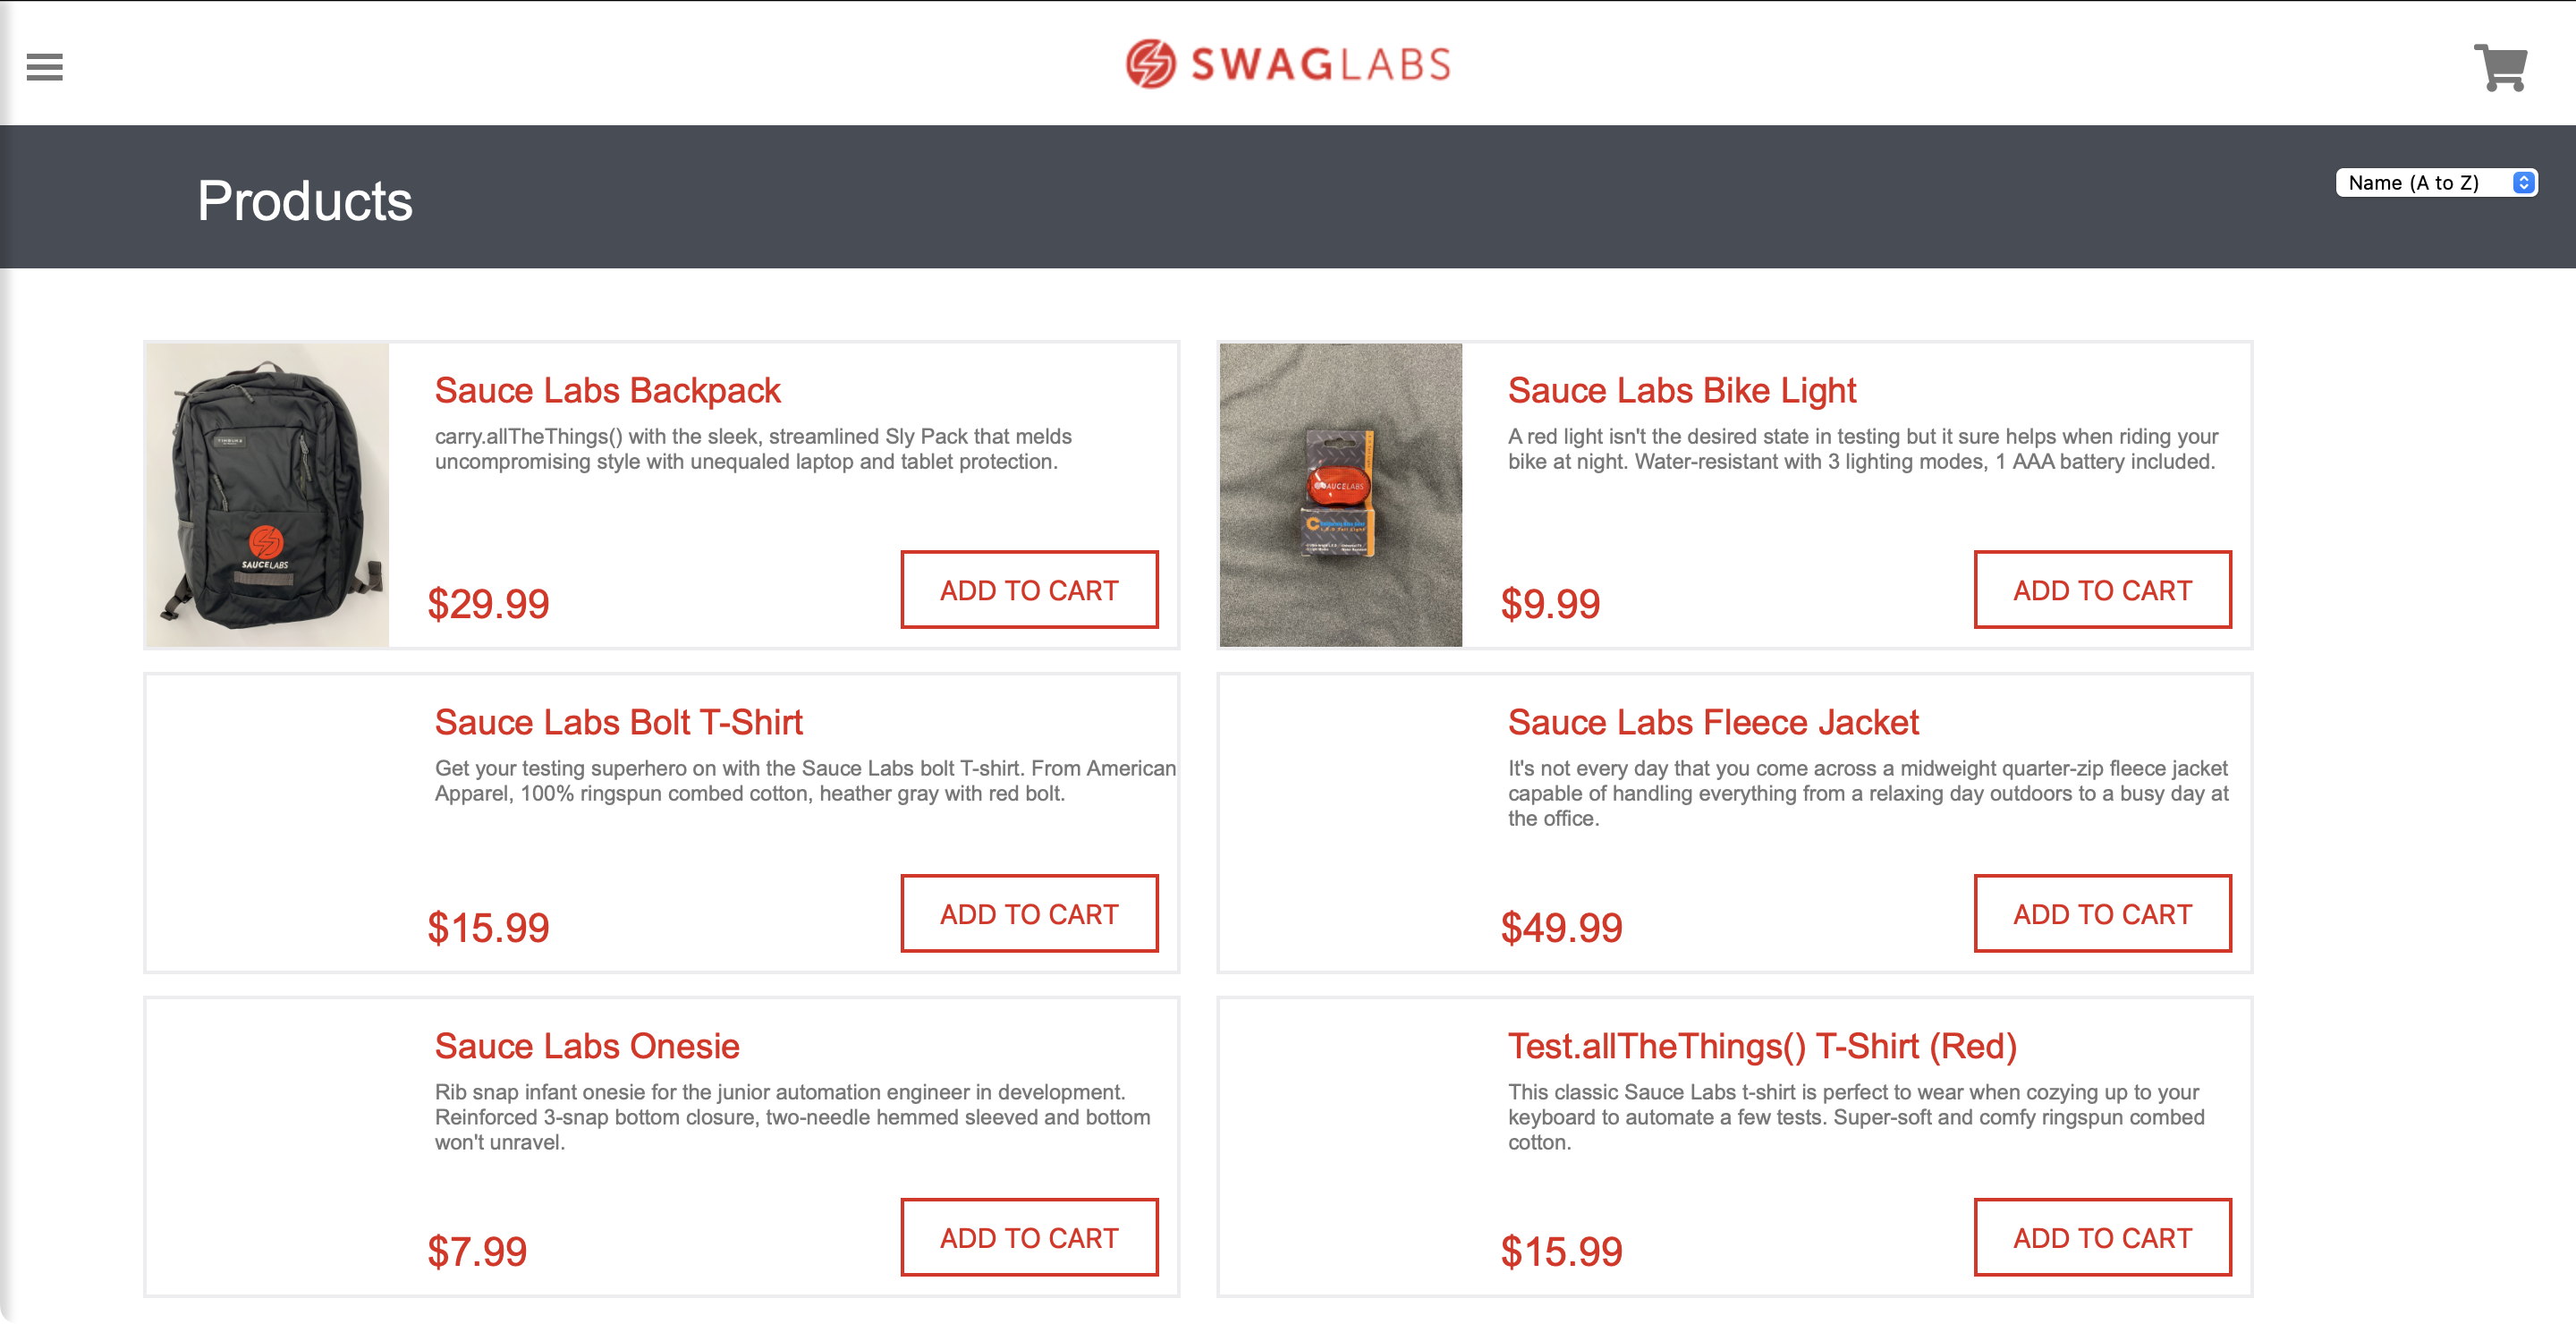 SWAGLABS
Products
Name (A to Z)
Sauce Labs Backpack
carry.allTheThings() with the sleek, streamlined Sly Pack that melds
uncompromising style with unequaled laptop and tablet protection.
SAUCELABS
$29.99
ADD TO CART
Sauce Labs Bike Light
A red light isn't the desired state in testing but it sure helps when riding your
bike at night. Water-resistant with 3 lighting modes, 1 AAA battery included.
SAUCELABS
$9.99
ADD TO CART
Sauce Labs Bolt T-Shirt
Get your testing superhero on with the Sauce Labs bolt T-shirt. From American
Apparel, 100% ringspun combed cotton, heather gray with red bolt.
$15.99
ADD TO CART
Sauce Labs Fleece Jacket
It's not every day that you come across a midweight quarter-zip fleece jacket
capable of handling everything from a relaxing day outdoors to a busy day at
the office.
$49.99
ADD TO CART
Sauce Labs Onesie
Rib snap infant onesie for the junior automation engineer in development.
Reinforced 3-snap bottom closure, two-needle hemmed sleeved and bottom
won't unravel.
$7.99
ADD TO CART
Test.allTheThings() T-Shirt (Red)
This classic Sauce Labs t-shirt is perfect to wear when cozying up to your
keyboard to automate a few tests. Super-soft and comfy ringspun combed
cotton.
$15.99
ADD TO CART